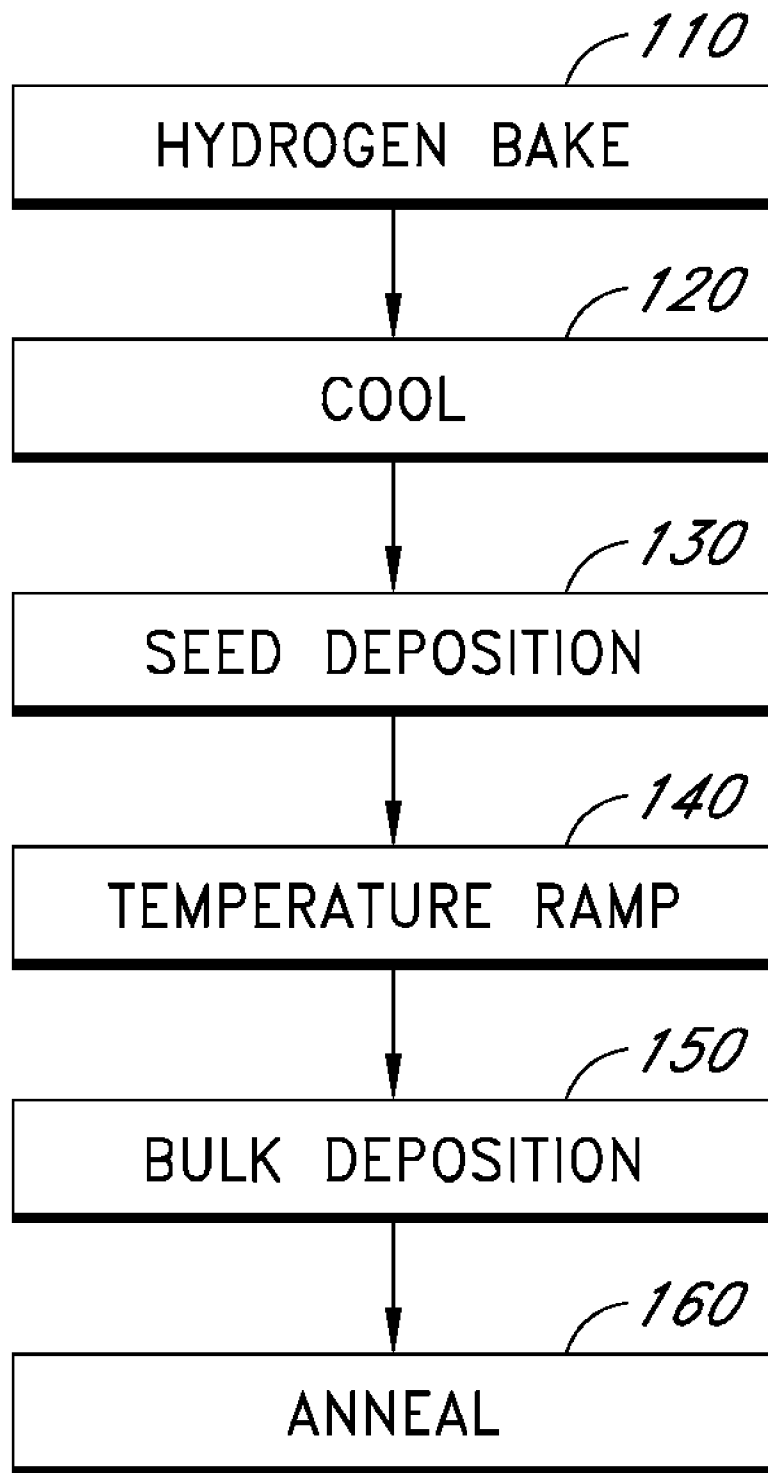 110
HYDROGEN BAKE
120
COOL
130
SEED DEPOSITION
140
TEMPERATURE RAMP
150
BULK DEPOSITION
160
ANNEAL